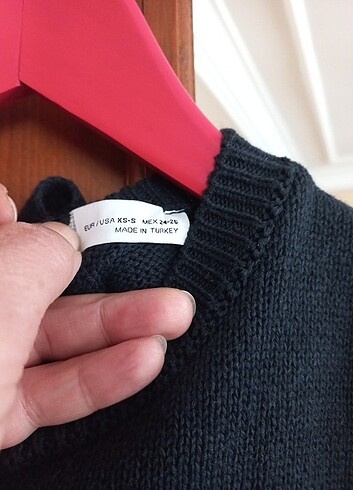 EUR / USA XS-S MEX 24-26
MADE IN TURKEY